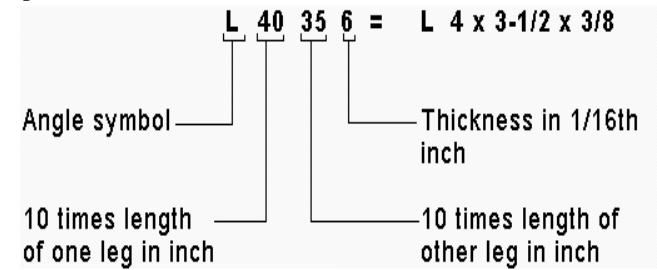 L 40 35 6 = L 4 x 3-1/2 x 3/8
Angle symbol
Thickness in 1/16th
inch
10 times length
of one leg in inch
10 times length of
other leg in inch